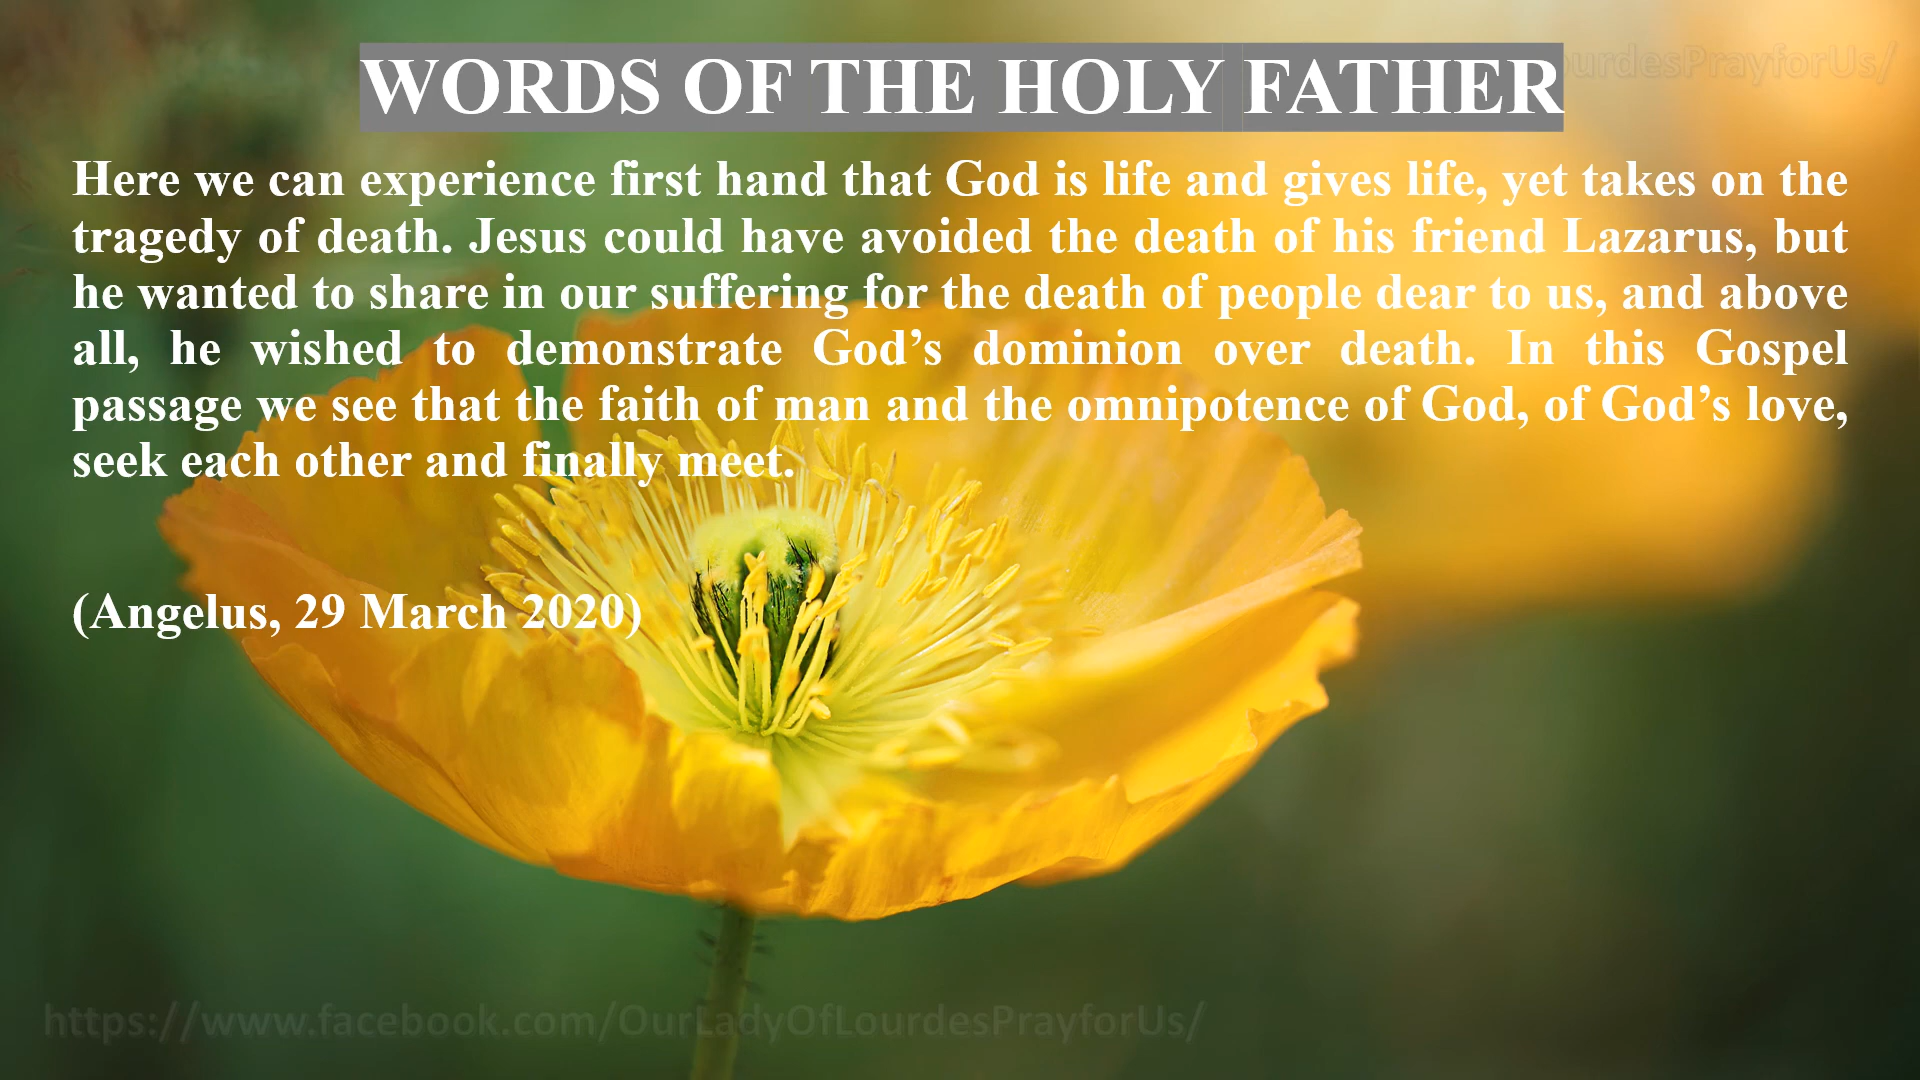 WORDS OF THE HOLY FATHER
ourdesPrayforUs/
Here we can experience first hand that God is life and gives life, yet takes on the
tragedy of death. Jesus could have avoided the death of his friend Lazarus, but
he wanted to share in our suffering for the death of people dear to us, and above
all, he wished to demonstrate God’s dominion over death. In this Gospel
passage we see that the faith of man and the omnipotence of God, of God’s love,
seek each other and finally meet.
(Angelus, 29 March 2020)
https://www.facebook.com/OurLadyOfLourdesPrayforUs/